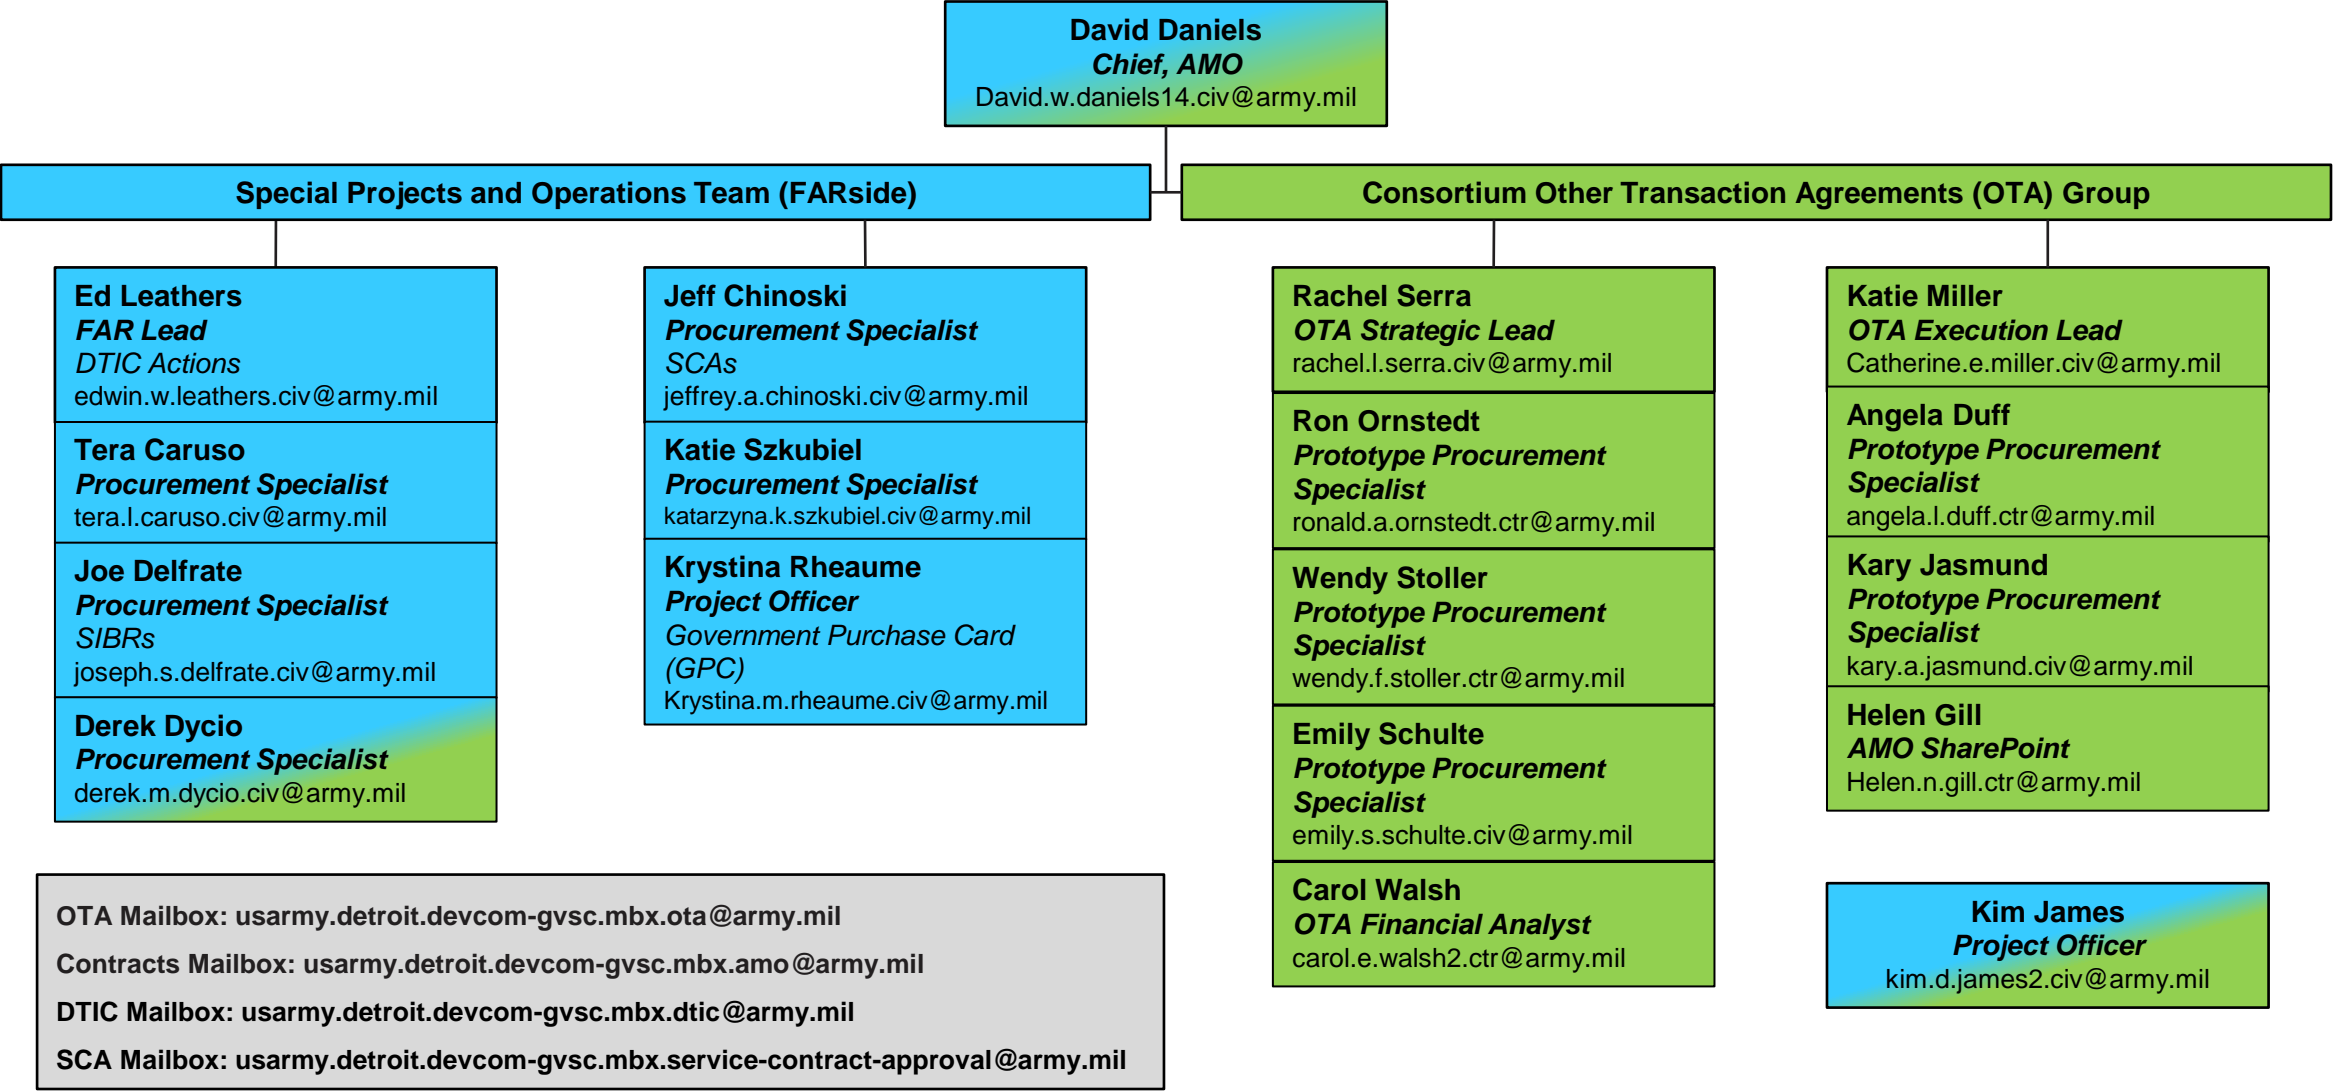 David Daniels
Chief, AMO
David.w.daniels14.civ@army.mil
Special Projects and Operations Team (FARside)
Consortium Other Transaction Agreements (OTA) Group
Ed Leathers
FAR Lead
DTIC Actions
edwin.w.leathers.civ@army.mil
Tera Caruso
Procurement Specialist
tera.l.caruso.civ@army.mil
Joe Delfrate
Procurement Specialist
SIBRs
joseph.s.delfrate.civ@army.mil
Derek Dycio
Procurement Specialist
derek.m.dycio.civ@army.mil
Jeff Chinoski
Procurement Specialist
SCAs
jeffrey.a.chinoski.civ@army.mil
Katie Szkubiel
Procurement Specialist
katarzyna.k.szkubiel.civ@army.mil
Krystina Rheaume
Project Officer
Government Purchase Card
(GPC)
Krystina.m.rheaume.civ@army.mil
Rachel Serra
OTA Strategic Lead
rachel.l.serra.civ@army.mil
Ron Ornstedt
Prototype Procurement
Specialist
ronald.a.ornstedt.ctr@army.mil
Wendy Stoller
Prototype Procurement
Specialist
wendy.f.stoller.ctr@army.mil
Emily Schulte
Prototype Procurement
Specialist
emily.s.schulte.civ@army.mil
Carol Walsh
OTA Financial Analyst
carol.e.walsh2.ctr@army.mil
Katie Miller
OTA Execution Lead
Catherine.e.miller.civ@army.mil
Angela Duff
Prototype Procurement
Specialist
angela.l.duff.ctr@army.mil
Kary Jasmund
Prototype Procurement
Specialist
kary.a.jasmund.civ@army.mil
Helen Gill
AMO SharePoint
Helen.n.gill.ctr@army.mil
Kim James
Project Officer
kim.d.james2.civ@army.mil
OTA Mailbox: usarmy.detroit.devcom-gvsc.mbx.ota@army.mil
Contracts Mailbox: usarmy.detroit.devcom-gvsc.mbx.amo@army.mil
DTIC Mailbox: usarmy.detroit.devcom-gvsc.mbx.dtic@army.mil
SCA Mailbox: usarmy.detroit.devcom-gvsc.mbx.service-contract-approval@army.mil